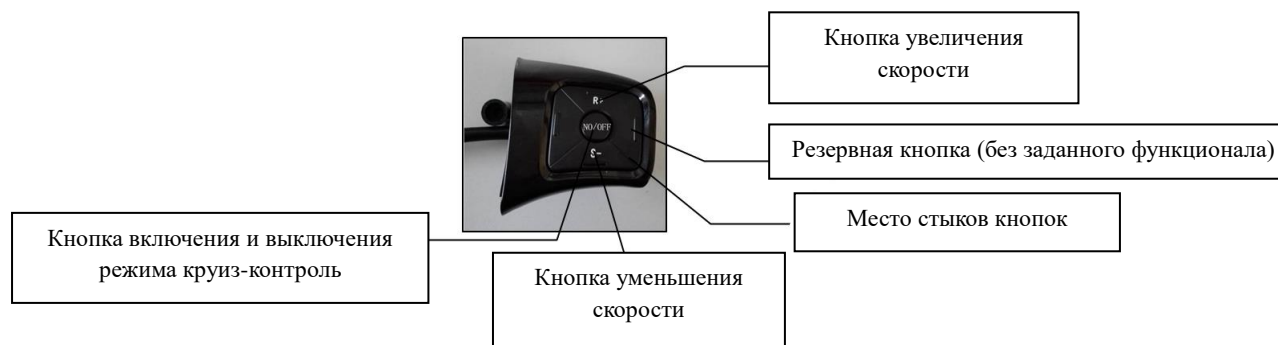 Кнопка увеличения
скорости
R+
NO/OFF
Резервная кнопка (без заданного функционала)
Место стыков кнопок
Кнопка включения и выключения
режима круиз-контроль
Кнопка уменьшения
скорости